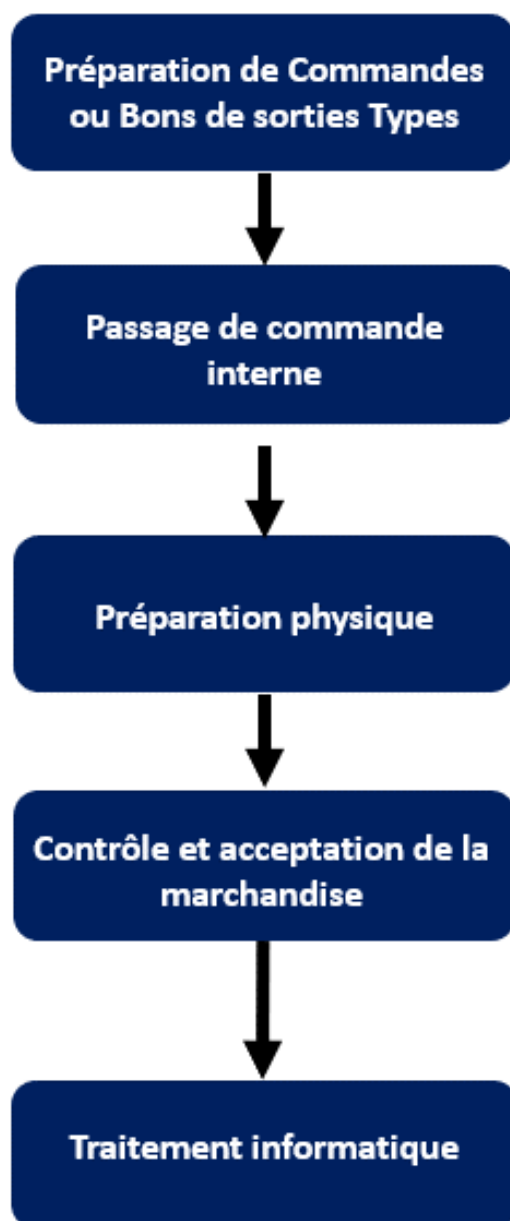 Préparation de Commandes
ou Bons de sorties Types
Passage de commande
interne
Préparation physique
Contrôle et acceptation de la
marchandise
Traitement informatique